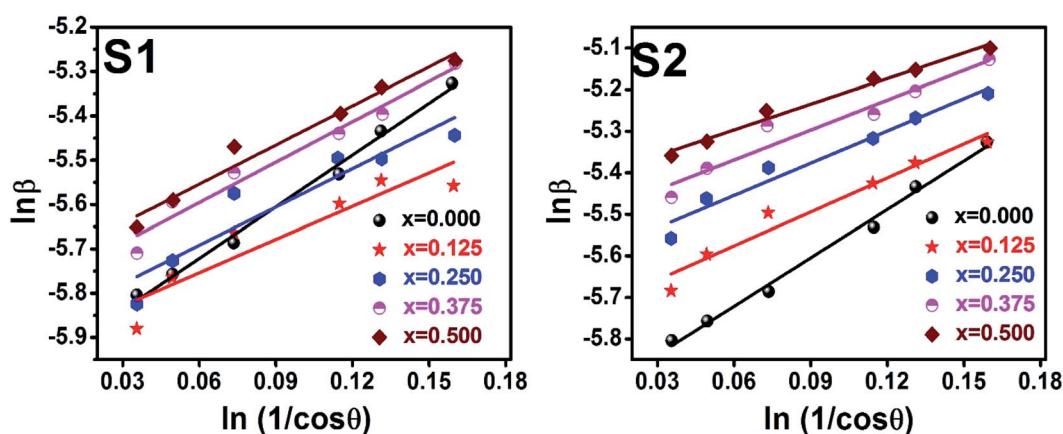 S1
-5.2
-5.3
-5.4
-5.5
-5.6
-5.7
-5.8
-5.9
lnβ
x=0.000
x=0.125
x=0.250
x=0.375
x=0.500
0.03 0.06 0.09 0.12 0.15 0.18
ln (1/cosθ)
S2
-5.1
-5.2
-5.3
-5.4
-5.5
-5.6
-5.7
-5.8
lnβ
x=0.000
x=0.125
x=0.250
x=0.375
x=0.500
0.03 0.06 0.09 0.12 0.15 0.18
ln (1/cosθ)